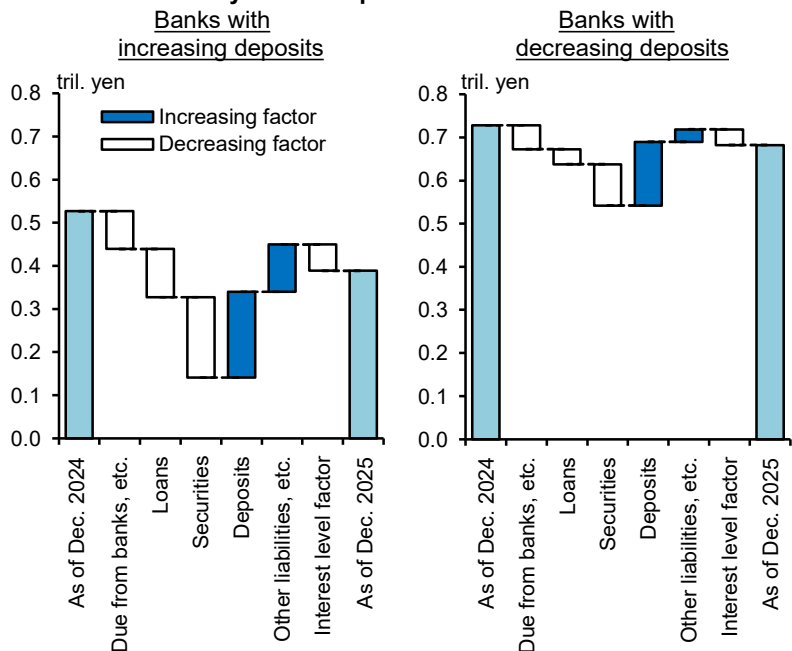 Banks with
increasing deposits
tril. yen
0.8
0.7
0.6
0.5
0.4
0.3
0.2
0.1
0.0
Increasing factor
Decreasing factor
As of Dec. 2024
Due from banks, etc.
Loans
Securities
Deposits
Other liabilities, etc.
Interest level factor
As of Dec. 2025
Banks with
decreasing deposits
tril. yen
0.8
0.7
0.6
0.5
0.4
0.3
0.2
0.1
0.0
As of Dec. 2024
Due from banks, etc.
Loans
Securities
Deposits
Other liabilities, etc.
Interest level factor
As of Dec. 2025